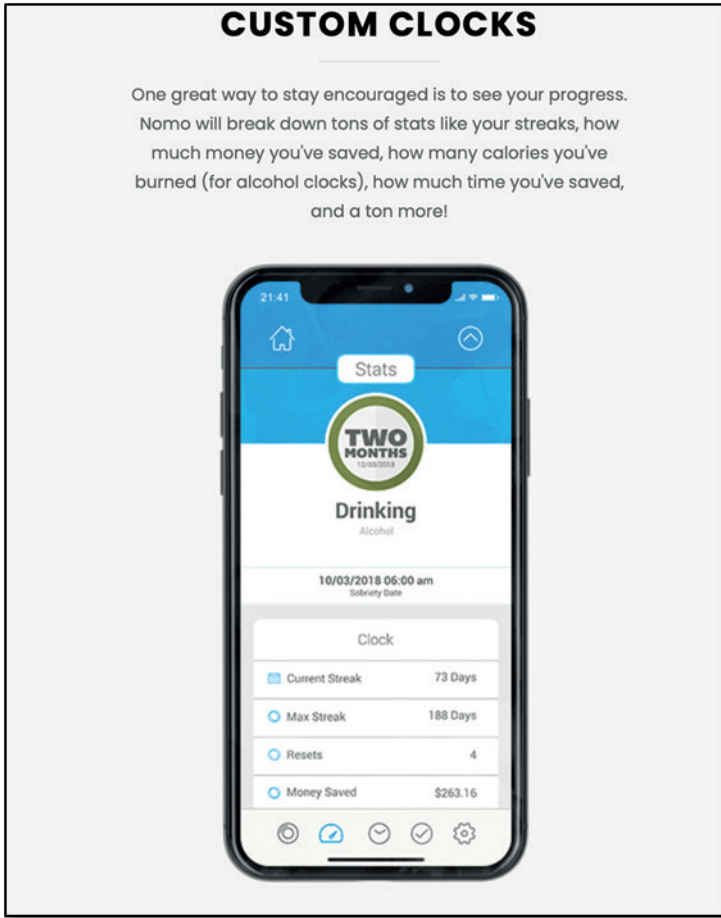 CUSTOM CLOCKS
One great way to stay encouraged is to see your progress.
Nomo will break down tons of stats like your streaks, how
much money you've saved, how many calories you've
burned (for alcohol clocks), how much time you've saved,
and a ton more!
21:41
Stats
TWO
MONTHS
12/03/2018
Drinking
Alcohol
10/03/2018 06:00 am
Sobriety Date
Clock
Current Streak 73 Days
Max Streak 188 Days
Resets 4
Money Saved $263.16